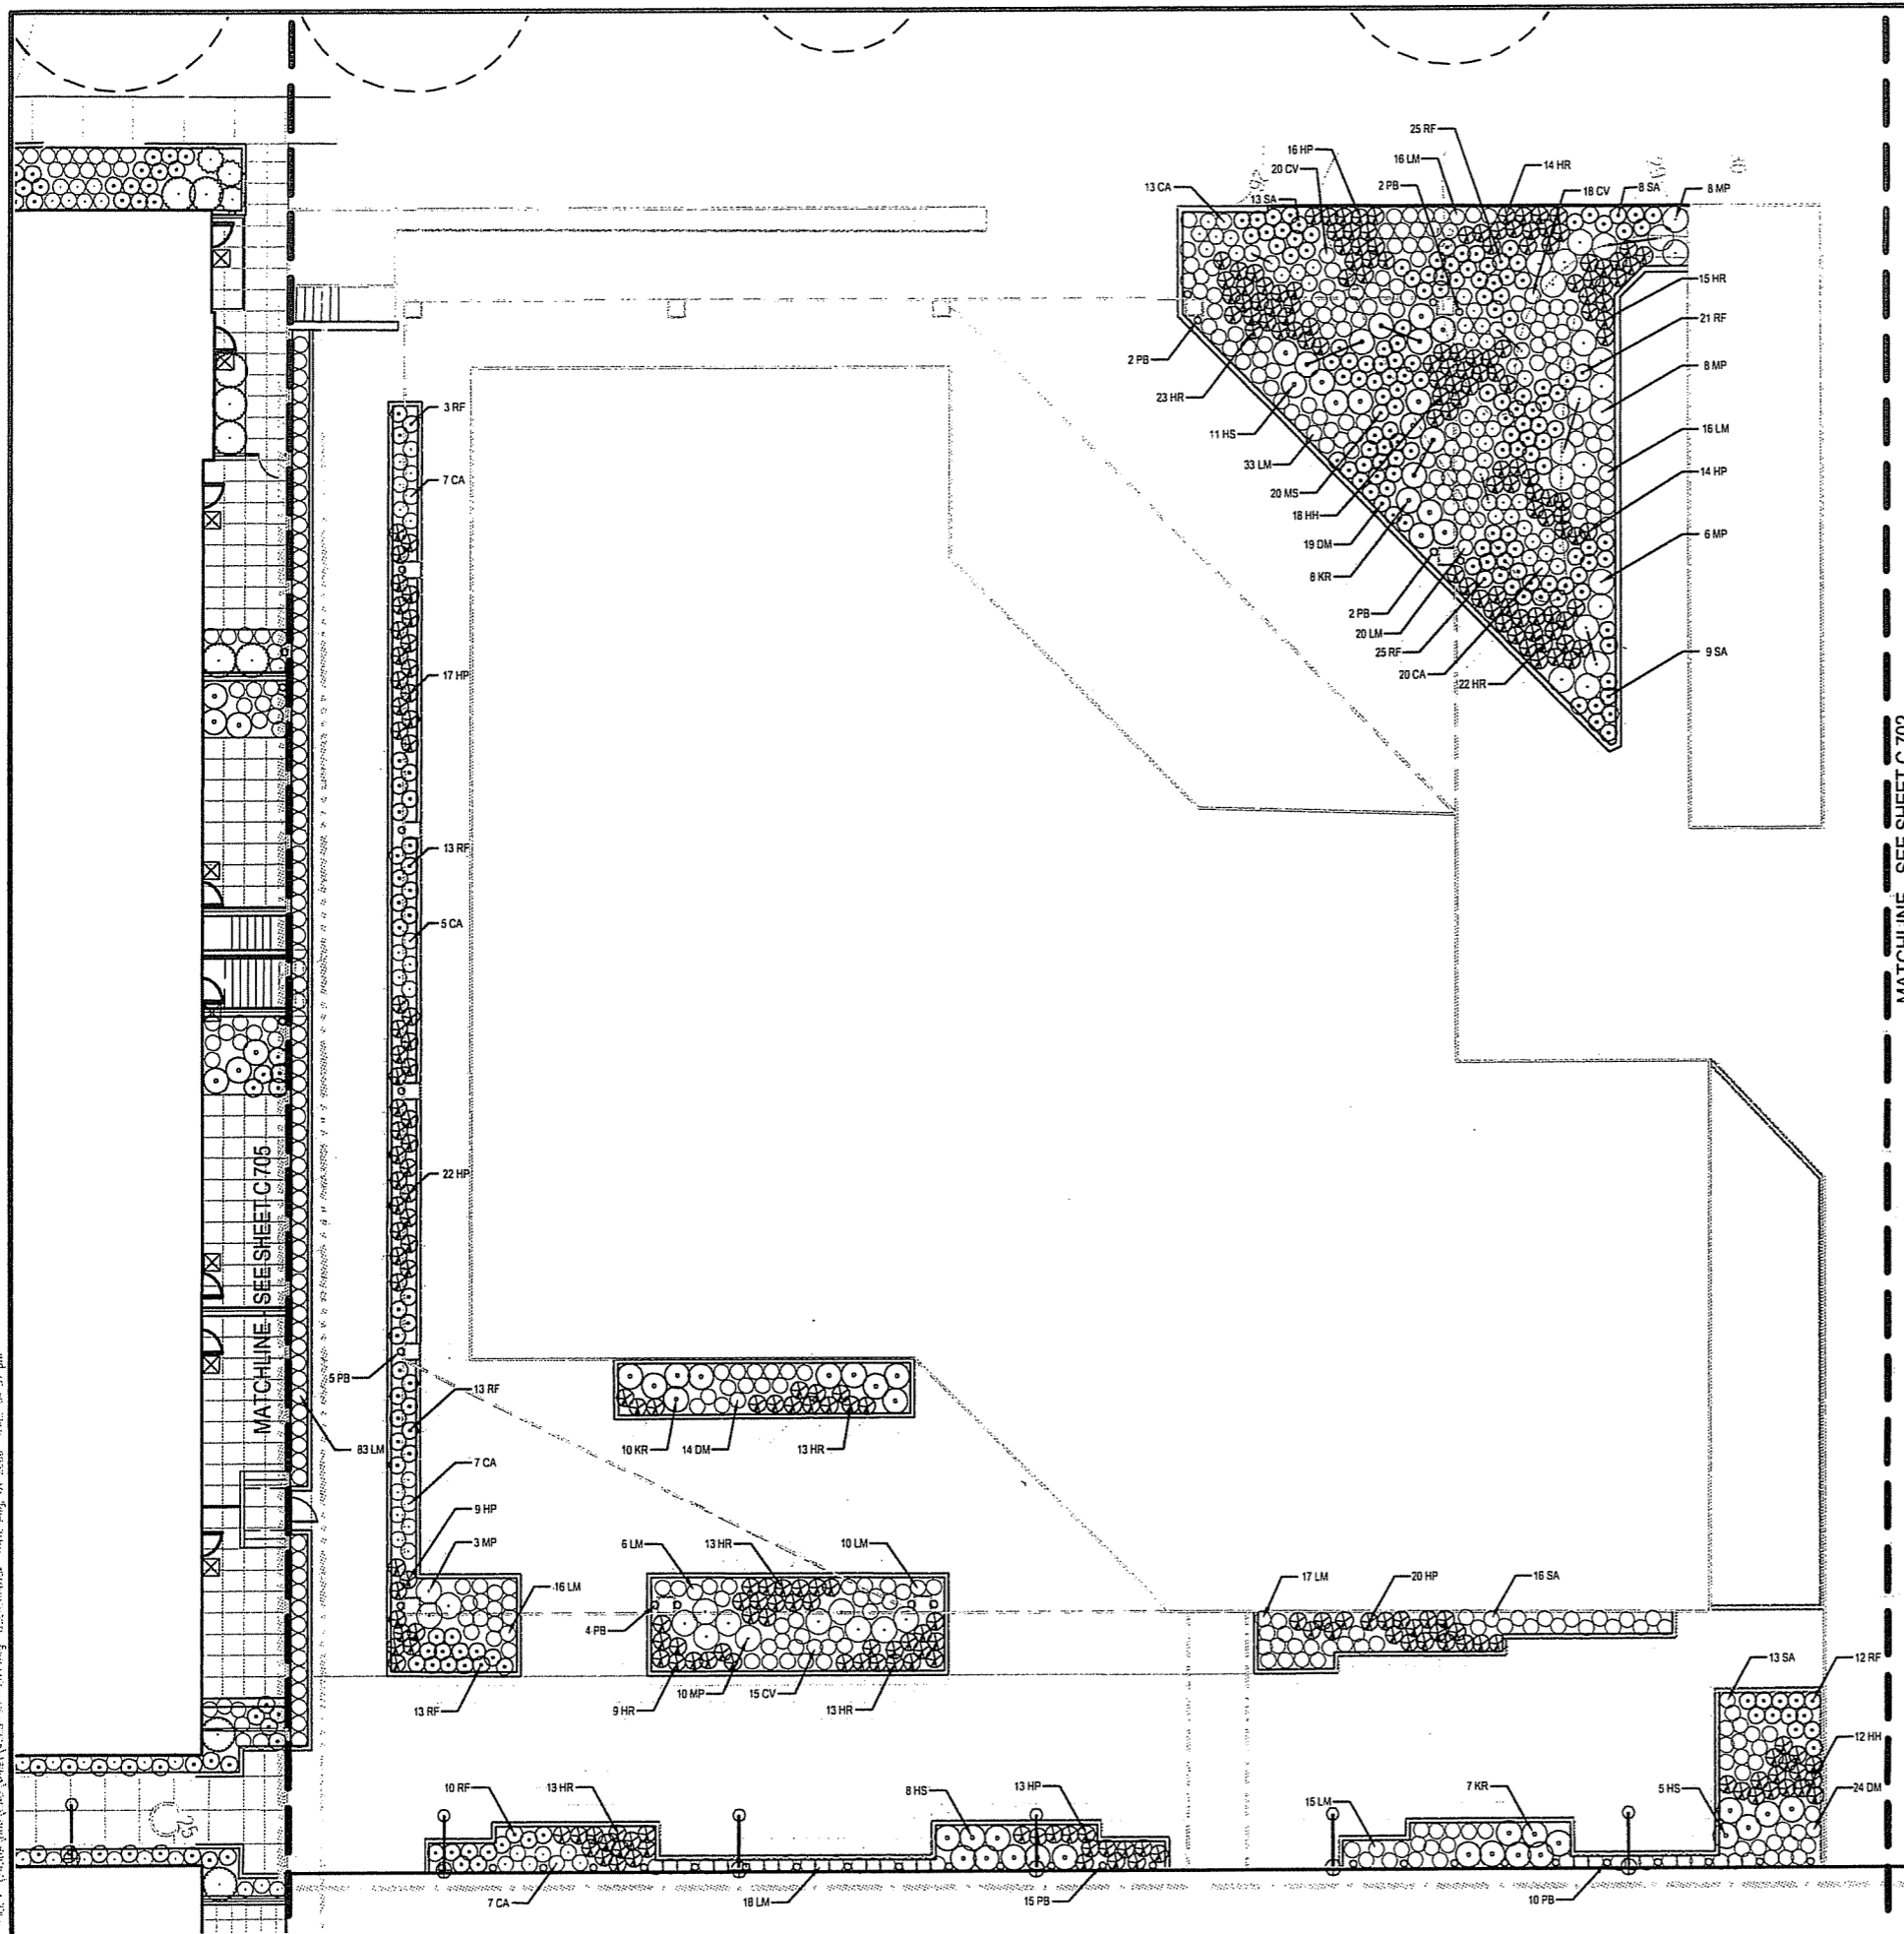 25 RF
16 HP
16 LM
14 HR
20 CV
2 PB
18 CV
8 SA
8 MP
13 CA
13 SA
15 HR
21 RF
2 PB
8 MP
23 HR
3 RF
11 HS
16 LM
33 LM
14 HP
7 CA
20 MS
18 HH
6 MP
19 DM
8 KR
2 PB
20 LM
25 RF
9 SA
20 CA
22 HR
17 HP
MATCHLINE - SEE SHEET C 702
13 RF
5 CA
22 HP
MATCHLINE - SEE SHEET C 705
5 PB
13 RF
83 LM
10 KR
14 DM
13 HR
7 CA
9 HP
3 MP
6 LM
13 HR
10 LM
16 LM
17 LM
20 HP
16 SA
4 PB
13 SA
12 RF
10 MP
15 CV
13 RF
9 HR
13 HR
12 HH
10 RF
13 HR
8 HS
13 HP
7 KR
5 HS
24 DM
15 LM
25
7 CA
18 LM
15 PB
10 PB